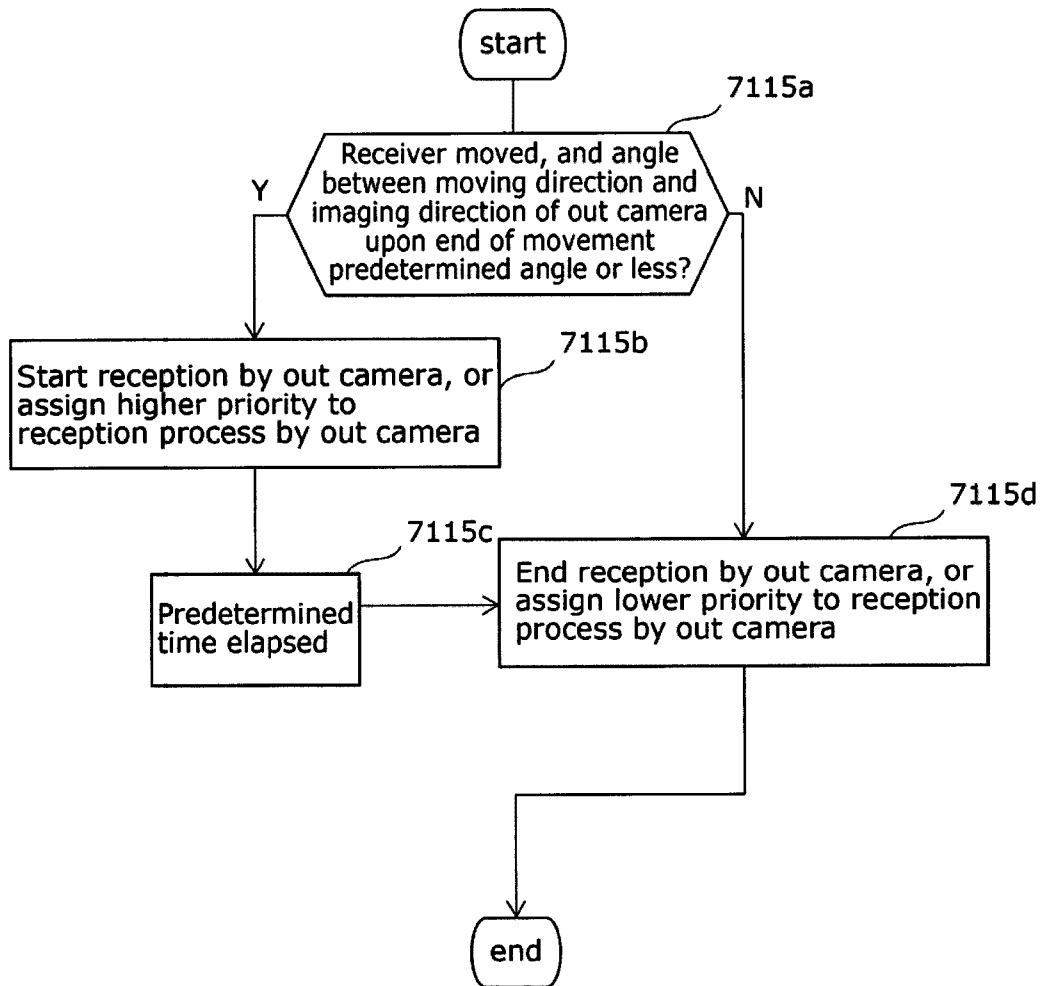 start
7115a
Receiver moved, and angle
between moving direction and
imaging direction of out camera
upon end of movement
predetermined angle or less?
Y
N
7115b
Start reception by out camera, or
assign higher priority to
reception process by out camera
7115c
Predetermined
time elapsed
7115d
End reception by out camera, or
assign lower priority to reception
process by out camera
end